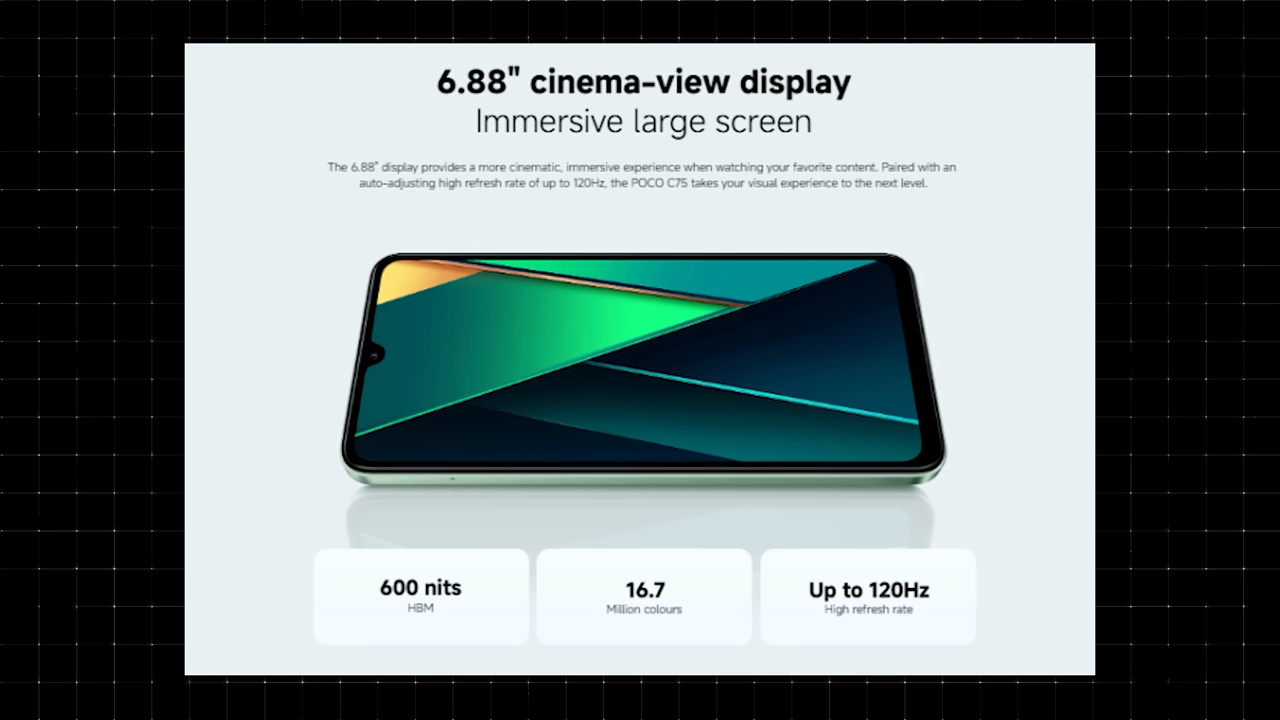 6.88" cinema-view display
Immersive large screen
The 6.88" display provides a more cinematic, immersive experience when watching your favorite content. Paired with an
auto-adjusting high refresh rate of up to 120Hz, the POCO C75 takes your visual experience to the next level.
600 nits
HBM
16.7
Million colours
Up to 120Hz
High refresh rate